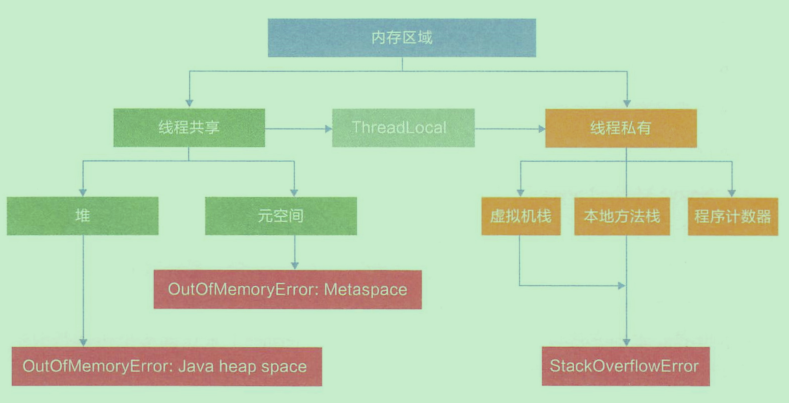 内存区域
线程共享
ThreadLocal
线程私有
堆
元空间
虚拟机栈
本地方法栈
程序计数器
OutOfMemoryError: Metaspace
OutOfMemoryError: Java heap space
StackOverflowError